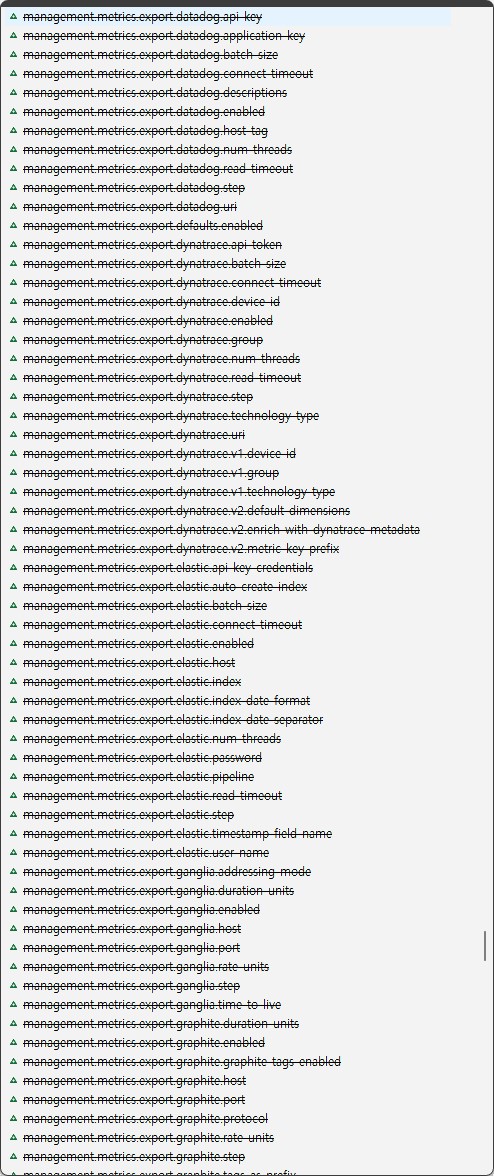 management.metrics.export.datadog.api-key
management.metrics.export.datadog.application-key
management.metrics.export.datadog.batch-size
management.metrics.export.datadog.connect-timeout
management.metrics.export.datadog.descriptions
management.metrics.export.datadog.enabled
management.metrics.export.datadog.host-tag
management.metrics.export.datadog.num-threads
management.metrics.export.datadog.read-timeout
management.metrics.export.datadog.step
management.metrics.export.datadog.uri
management.metrics.export.defaults.enabled
management.metrics.export.dynatrace.api-token
management.metrics.export.dynatrace.batch-size
management.metrics.export.dynatrace.connect-timeout
management.metrics.export.dynatrace.device-id
management.metrics.export.dynatrace.enabled
management.metrics.export.dynatrace.group
management.metrics.export.dynatrace.num-threads
management.metrics.export.dynatrace.read-timeout
management.metrics.export.dynatrace.step
management.metrics.export.dynatrace.technology-type
management.metrics.export.dynatrace.uri
management.metrics.export.dynatrace.v1.device-id
management.metrics.export.dynatrace.v1.group
management.metrics.export.dynatrace.v1.technology-type
management.metrics.export.dynatrace.v2.default-dimensions
management.metrics.export.dynatrace.v2.enrich-with-dynatrace-metadata
management.metrics.export.dynatrace.v2.metric-key-prefix
management.metrics.export.elastic.api-key-credentials
management.metrics.export.elastic.auto-create-index
management.metrics.export.elastic.batch-size
management.metrics.export.elastic.connect-timeout
management.metrics.export.elastic.enabled
management.metrics.export.elastic.host
management.metrics.export.elastic.index
management.metrics.export.elastic.index-date-format
management.metrics.export.elastic.index-date-separator
management.metrics.export.elastic.num-threads
management.metrics.export.elastic.password
management.metrics.export.elastic.pipeline
management.metrics.export.elastic.read-timeout
management.metrics.export.elastic.step
management.metrics.export.elastic.timestamp-field-name
management.metrics.export.elastic.user-name
management.metrics.export.ganglia.addressing-mode
management.metrics.export.ganglia.duration-units
management.metrics.export.ganglia.enabled
management.metrics.export.ganglia.host
management.metrics.export.ganglia.port
management.metrics.export.ganglia.rate-units
management.metrics.export.ganglia.step
management.metrics.export.ganglia.time-to-live
management.metrics.export.graphite.duration-units
management.metrics.export.graphite.enabled
management.metrics.export.graphite.graphite-tags-enabled
management.metrics.export.graphite.host
management.metrics.export.graphite.port
management.metrics.export.graphite.protocol
management.metrics.export.graphite.rate-units
management.metrics.export.graphite.step
management.metrics.export.graphite.tags-as-prefix